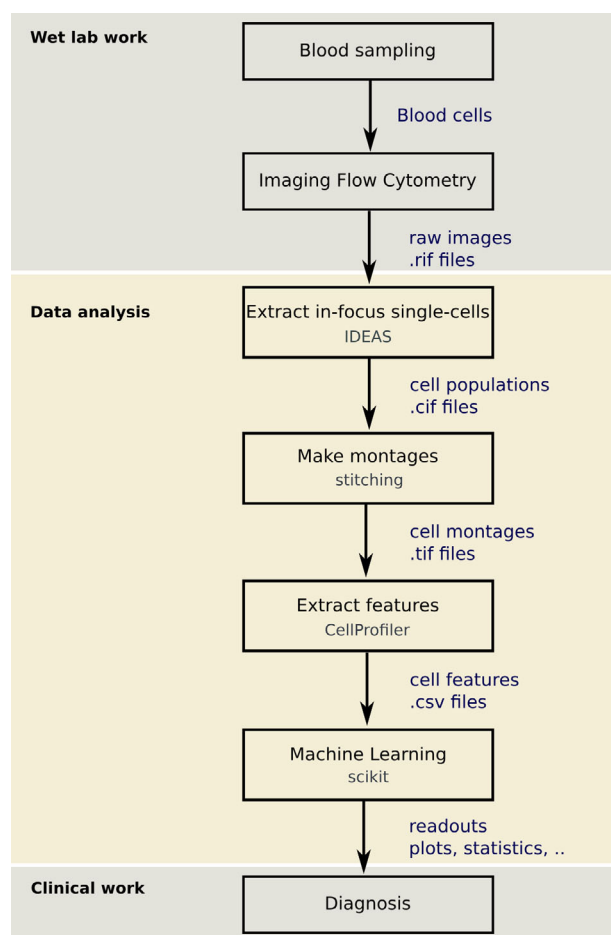 Wet lab work
Blood sampling
Blood cells
Imaging Flow Cytometry
raw images
.rif files
Data analysis
Extract in-focus single-cells
IDEAS
cell populations
.cif files
Make montages
stitching
cell montages
.tif files
Extract features
CellProfiler
cell features
.csv files
Machine Learning
scikit
readouts
plots, statistics, ..
Clinical work
Diagnosis